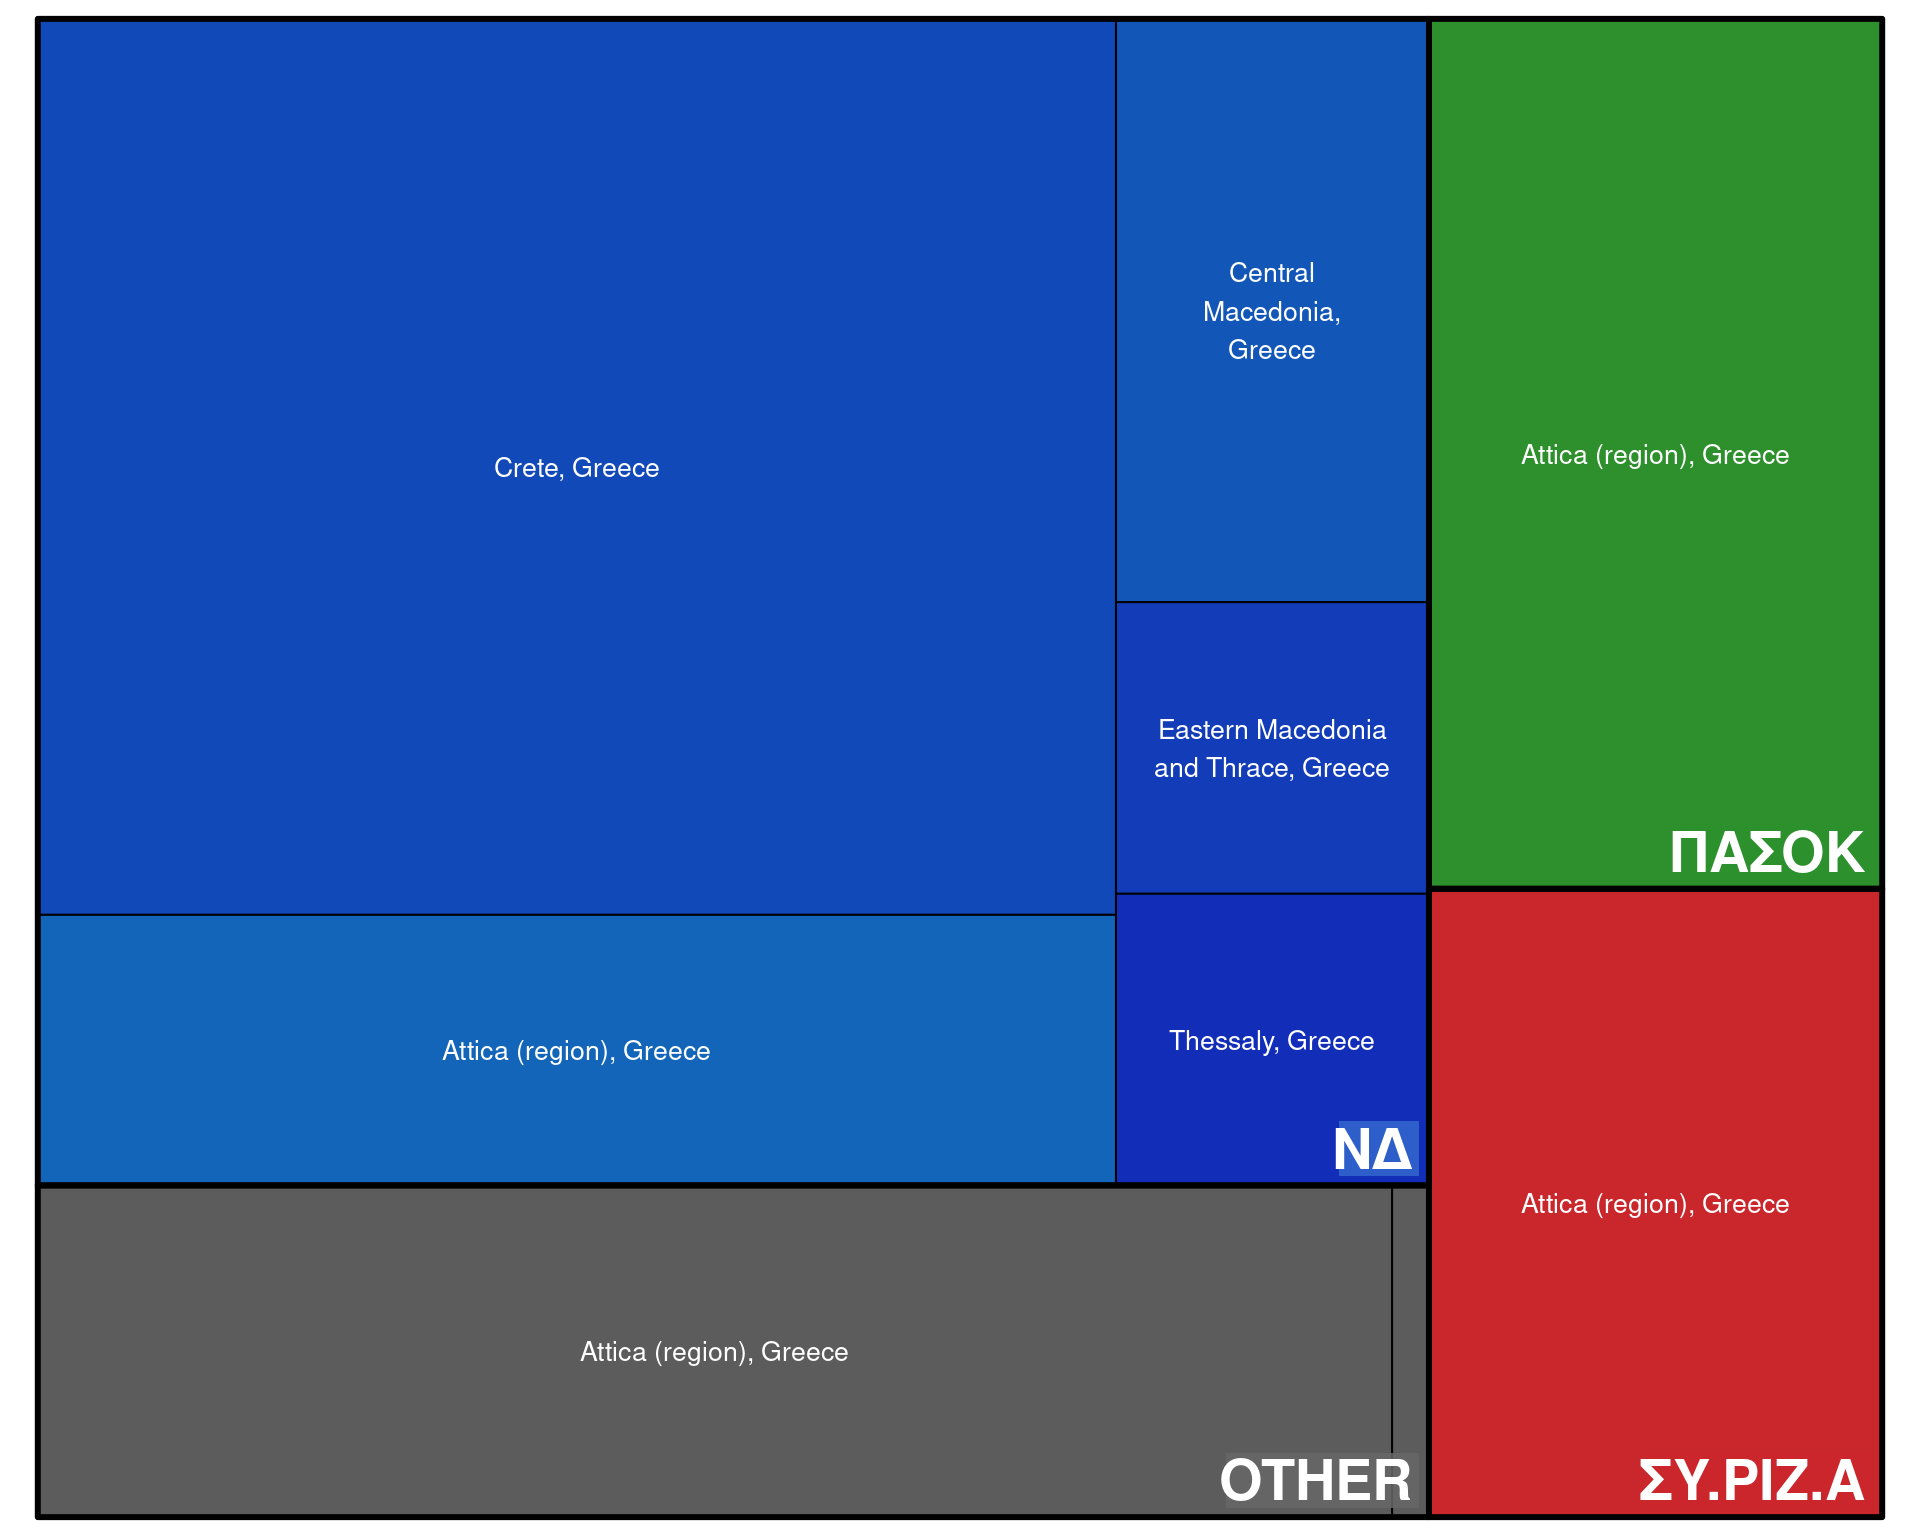 Crete, Greece
Central
Macedonia,
Greece
Eastern Macedonia
and Thrace, Greece
Attica (region), Greece
Thessaly, Greece
ΝΔ
Attica (region), Greece
ΠΑΣΟΚ
Attica (region), Greece
ΣΥ.ΡΙΖ.Α
Attica (region), Greece
OTHER